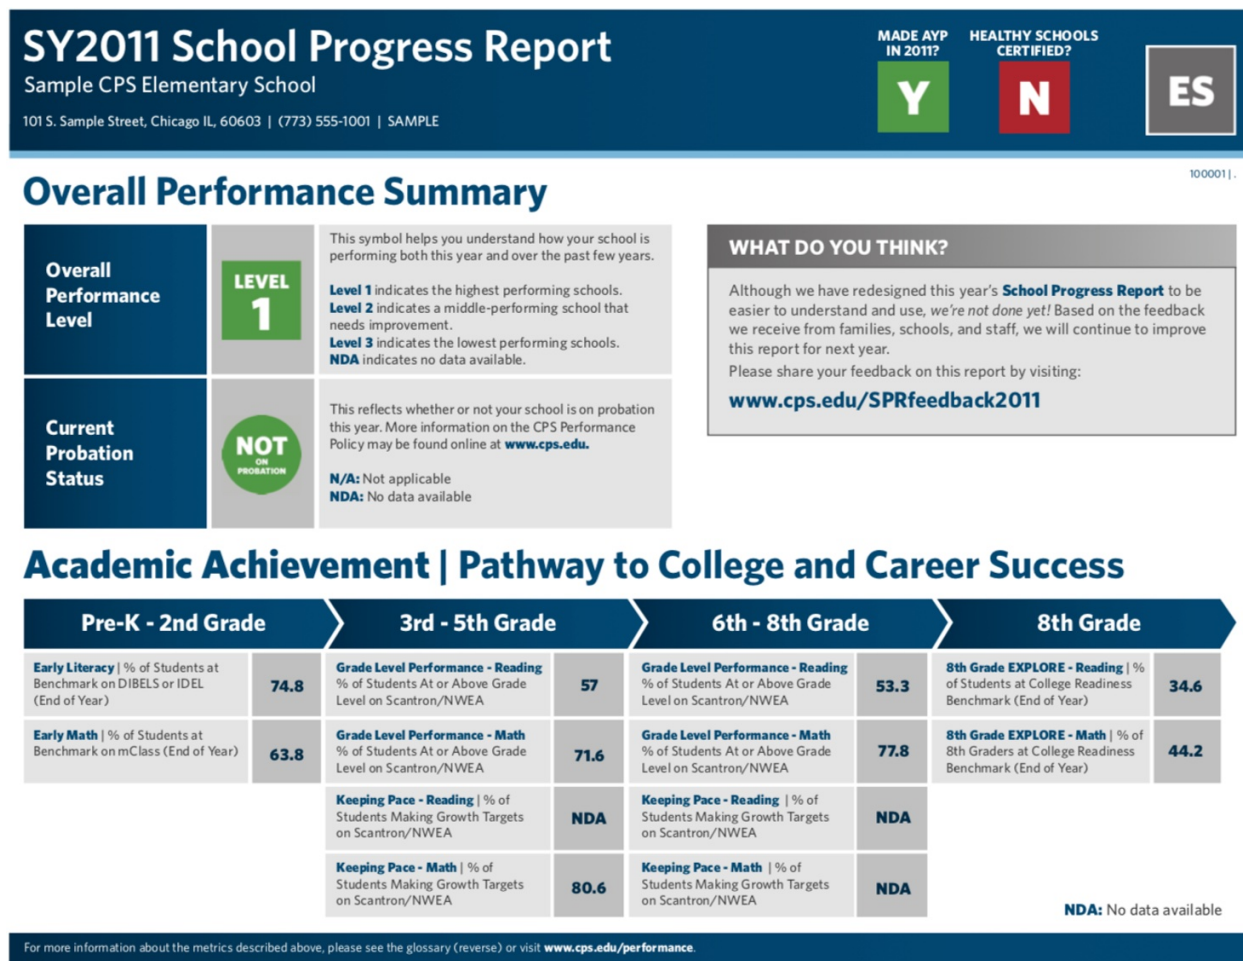 SY2011 School Progress Report
Sample CPS Elementary School
101 S. Sample Street, Chicago IL, 60603 | (773) 555-1001 | SAMPLE
MADE AYP
IN 2011?
Y
HEALTHY SCHOOLS
CERTIFIED?
N
ES
100001 | .
Overall Performance Summary
Overall
Performance
Level
LEVEL
1
This symbol helps you understand how your school is
performing both this year and over the past few years.
Level 1 indicates the highest performing schools.
Level 2 indicates a middle-performing school that
needs improvement.
Level 3 indicates the lowest performing schools.
NDA indicates no data available.
Current
Probation
Status
NOT
ON
PROBATION
This reflects whether or not your school is on probation
this year. More information on the CPS Performance
Policy may be found online at www.cps.edu.
N/A: Not applicable
NDA: No data available
WHAT DO YOU THINK?
Although we have redesigned this year's School Progress Report to be
easier to understand and use, we're not done yet! Based on the feedback
we receive from families, schools, and staff, we will continue to improve
this report for next year.
Please share your feedback on this report by visiting:
www.cps.edu/SPRfeedback2011
Academic Achievement | Pathway to College and Career Success
Pre-K - 2nd Grade
Early Literacy | % of Students at
Benchmark on DIBELS or IDEL
(End of Year)
74.8
Early Math | % of Students at
Benchmark on mClass (End of Year)
63.8
3rd - 5th Grade
Grade Level Performance - Reading
% of Students At or Above Grade
Level on Scantron/NWEA
57
Grade Level Performance - Math
% of Students At or Above Grade
Level on Scantron/NWEA
71.6
Keeping Pace - Reading | % of
Students Making Growth Targets
on Scantron/NWEA
NDA
Keeping Pace - Math | % of
Students Making Growth Targets
on Scantron/NWEA
80.6
6th - 8th Grade
Grade Level Performance - Reading
% of Students At or Above Grade
Level on Scantron/NWEA
53.3
Grade Level Performance - Math
% of Students At or Above Grade
Level on Scantron/NWEA
77.8
Keeping Pace - Reading | % of
Students Making Growth Targets
on Scantron/NWEA
NDA
Keeping Pace - Math | % of
Students Making Growth Targets
on Scantron/NWEA
NDA
8th Grade
8th Grade EXPLORE - Reading | %
of Students at College Readiness
Benchmark (End of Year)
34.6
8th Grade EXPLORE - Math | % of
8th Graders at College Readiness
Benchmark (End of Year)
44.2
NDA: No data available
For more information about the metrics described above, please see the glossary (reverse) or visit www.cps.edu/performance.